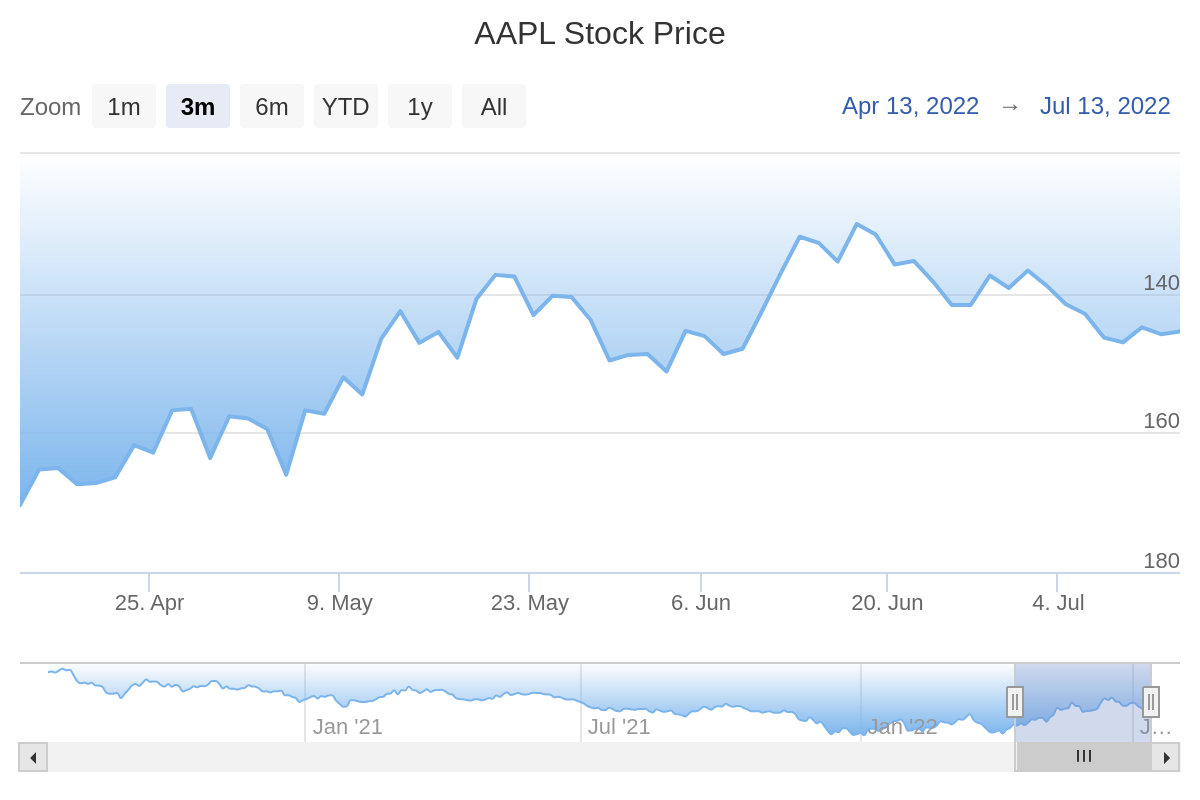 AAPL Stock Price
Zoom 1m 3m 6m YTD 1y All Apr 13, 2022 → Jul 13, 2022
140
160
180
25. Apr 9. May 23. May 6. Jun 20. Jun 4. Jul
Jan '21 Jul '21 Jan '22 J…